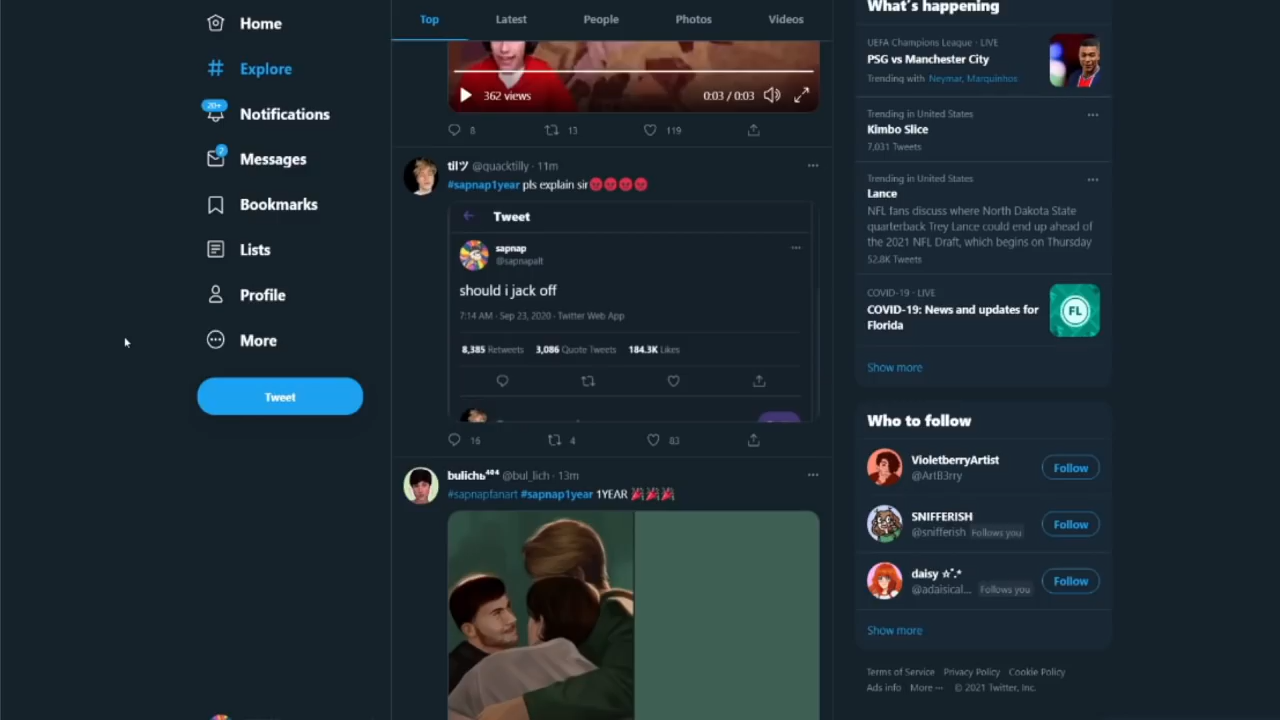 Home
Explore
20+
Notifications
2
Messages
Bookmarks
Lists
Profile
More
Tweet
Top
Latest
People
Photos
Videos
362 views
0:03 / 0:03
8
13
119
tilツ @quacktilly · 11m
#sapnap1year pls explain sir😡😡😡😡
Tweet
sapnap
@sapnapalt
should i jack off
7:14 AM · Sep 23, 2020 · Twitter Web App
8,385 Retweets 3,086 Quote Tweets 184.3K Likes
16
4
83
bulichь⁴⁰⁴ @bul_lich · 13m
#sapnapfanart #sapnap1year 1YEAR 🎉🎉🎉
What's happening
UEFA Champions League · LIVE
PSG vs Manchester City
Trending with Neymar, Marquinhos
Trending in United States
Kimbo Slice
7,031 Tweets
Trending in United States
Lance
NFL fans discuss where North Dakota State
quarterback Trey Lance could end up ahead of
the 2021 NFL Draft, which begins on Thursday
52.8K Tweets
COVID-19 · LIVE
COVID-19: News and updates for
Florida
FL
Show more
Who to follow
VioletberryArtist
@ArtB3rry
Follow
SNIFFERISH
@snifferish Follows you
Follow
daisy ☆˚.*
@adaisical... Follows you
Follow
Show more
Terms of Service Privacy Policy Cookie Policy
Ads info More ··· © 2021 Twitter, Inc.